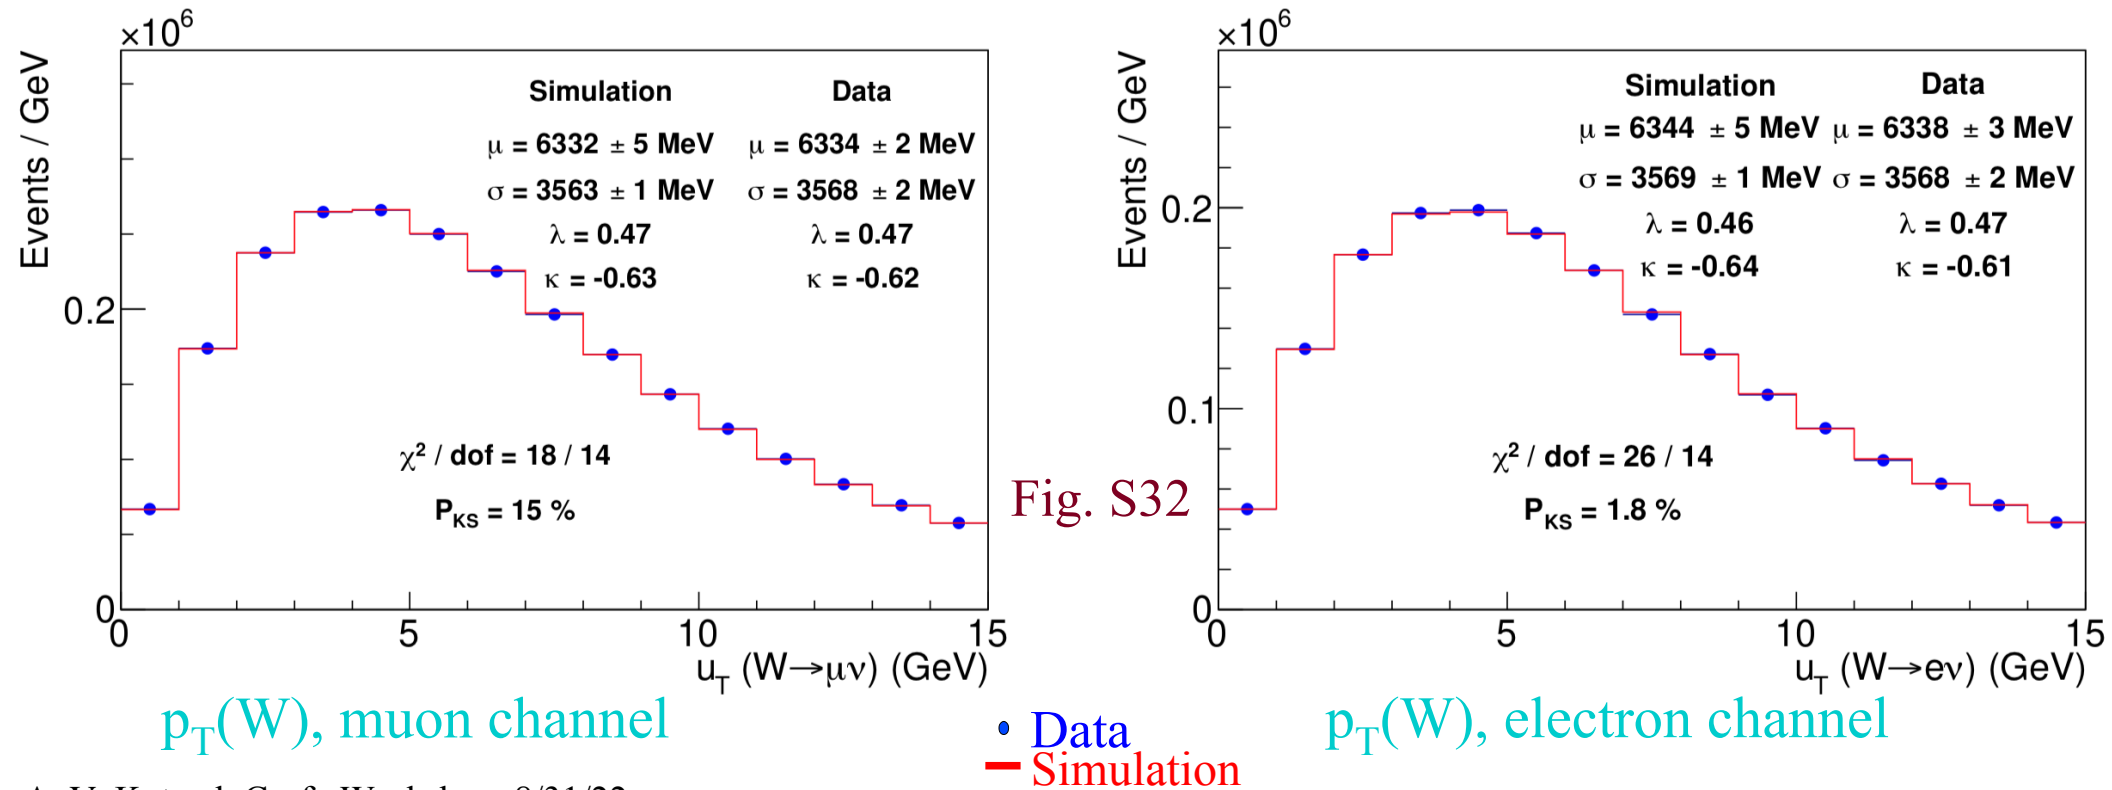 ×10⁶
Events / GeV
Simulation Data
μ = 6332 ± 5 MeV μ = 6334 ± 2 MeV
σ = 3563 ± 1 MeV σ = 3568 ± 2 MeV
λ = 0.47 λ = 0.47
κ = -0.63 κ = -0.62
0.2
χ² / dof = 18 / 14
P_KS = 15 %
0
0 5 10 15
u_T (W→μν) (GeV)
p_T(W), muon channel
Fig. S32
×10⁶
Events / GeV
Simulation Data
μ = 6344 ± 5 MeV μ = 6338 ± 3 MeV
σ = 3569 ± 1 MeV σ = 3568 ± 2 MeV
λ = 0.46 λ = 0.47
κ = -0.64 κ = -0.61
0.2
0.1
χ² / dof = 26 / 14
P_KS = 1.8 %
0
0 5 10 15
u_T (W→eν) (GeV)
p_T(W), electron channel
Data
Simulation